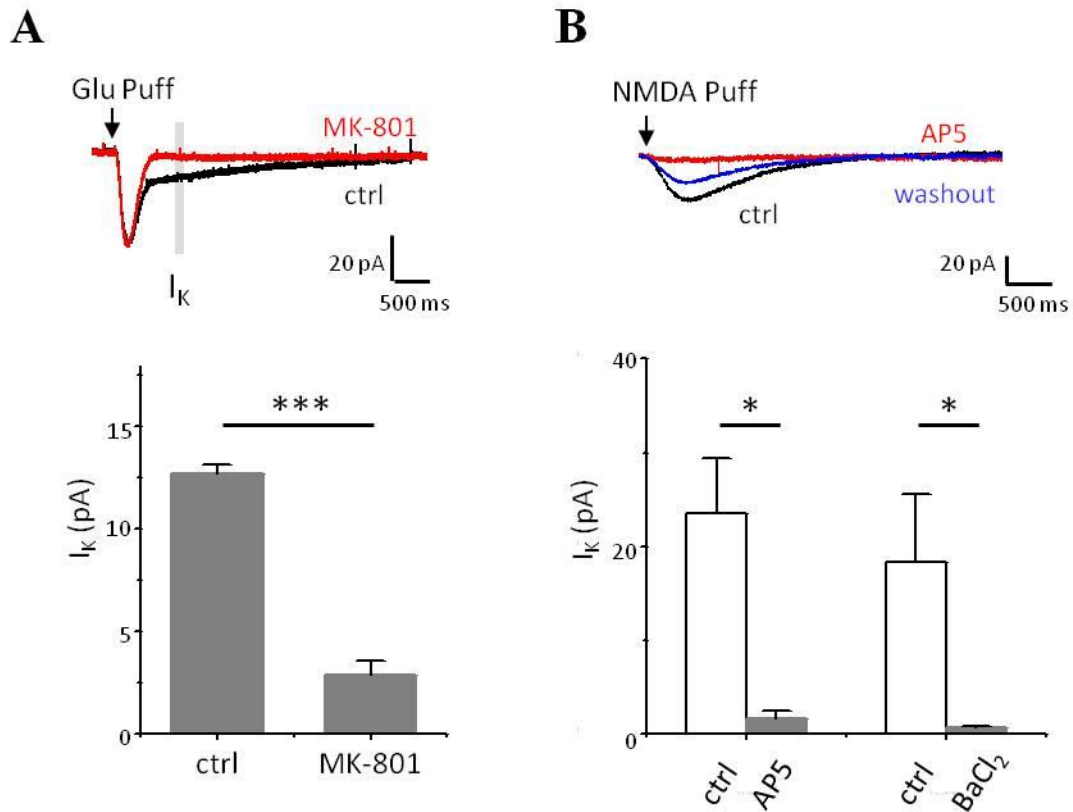 A
Glu Puff
MK-801
ctrl
20 pA
500 ms
I_K
***
I_K (pA)
15
10
5
0
ctrl
MK-801
B
NMDA Puff
AP5
washout
ctrl
20 pA
500 ms
40
*
*
I_K (pA)
20
0
ctrl
AP5
ctrl
BaCl₂